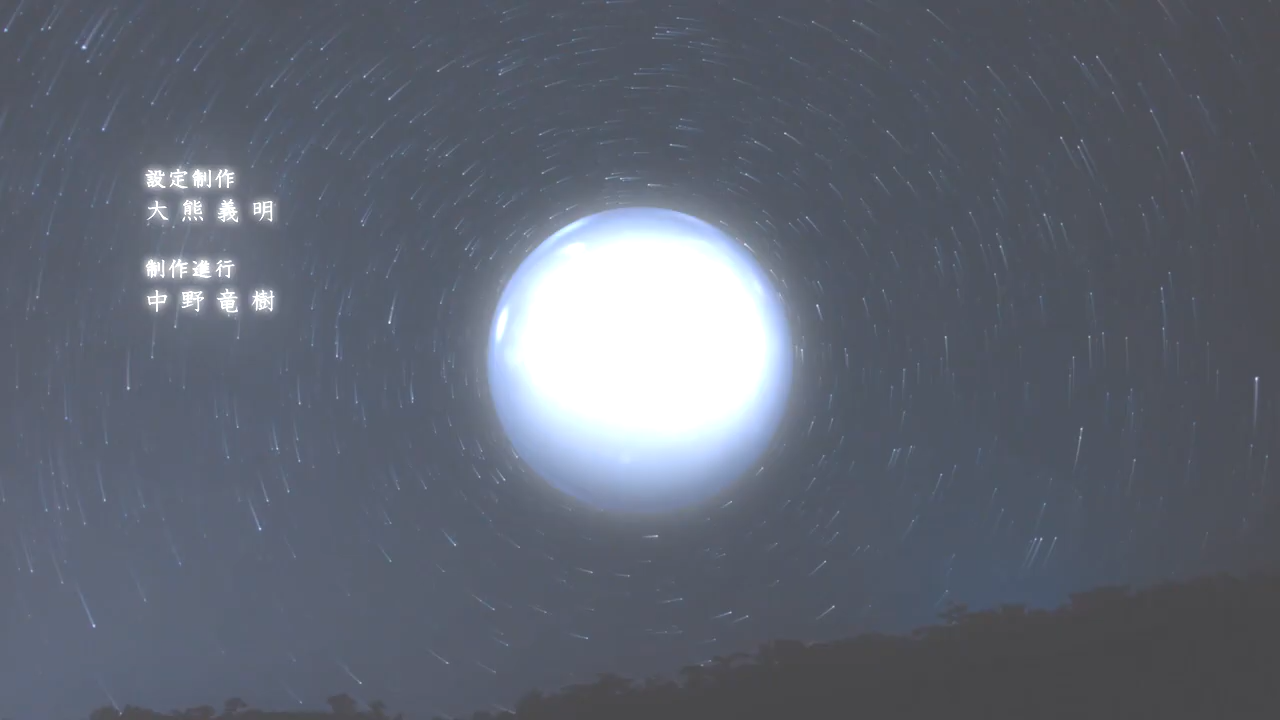 設定制作
大熊義明
制作進行
中野竜樹